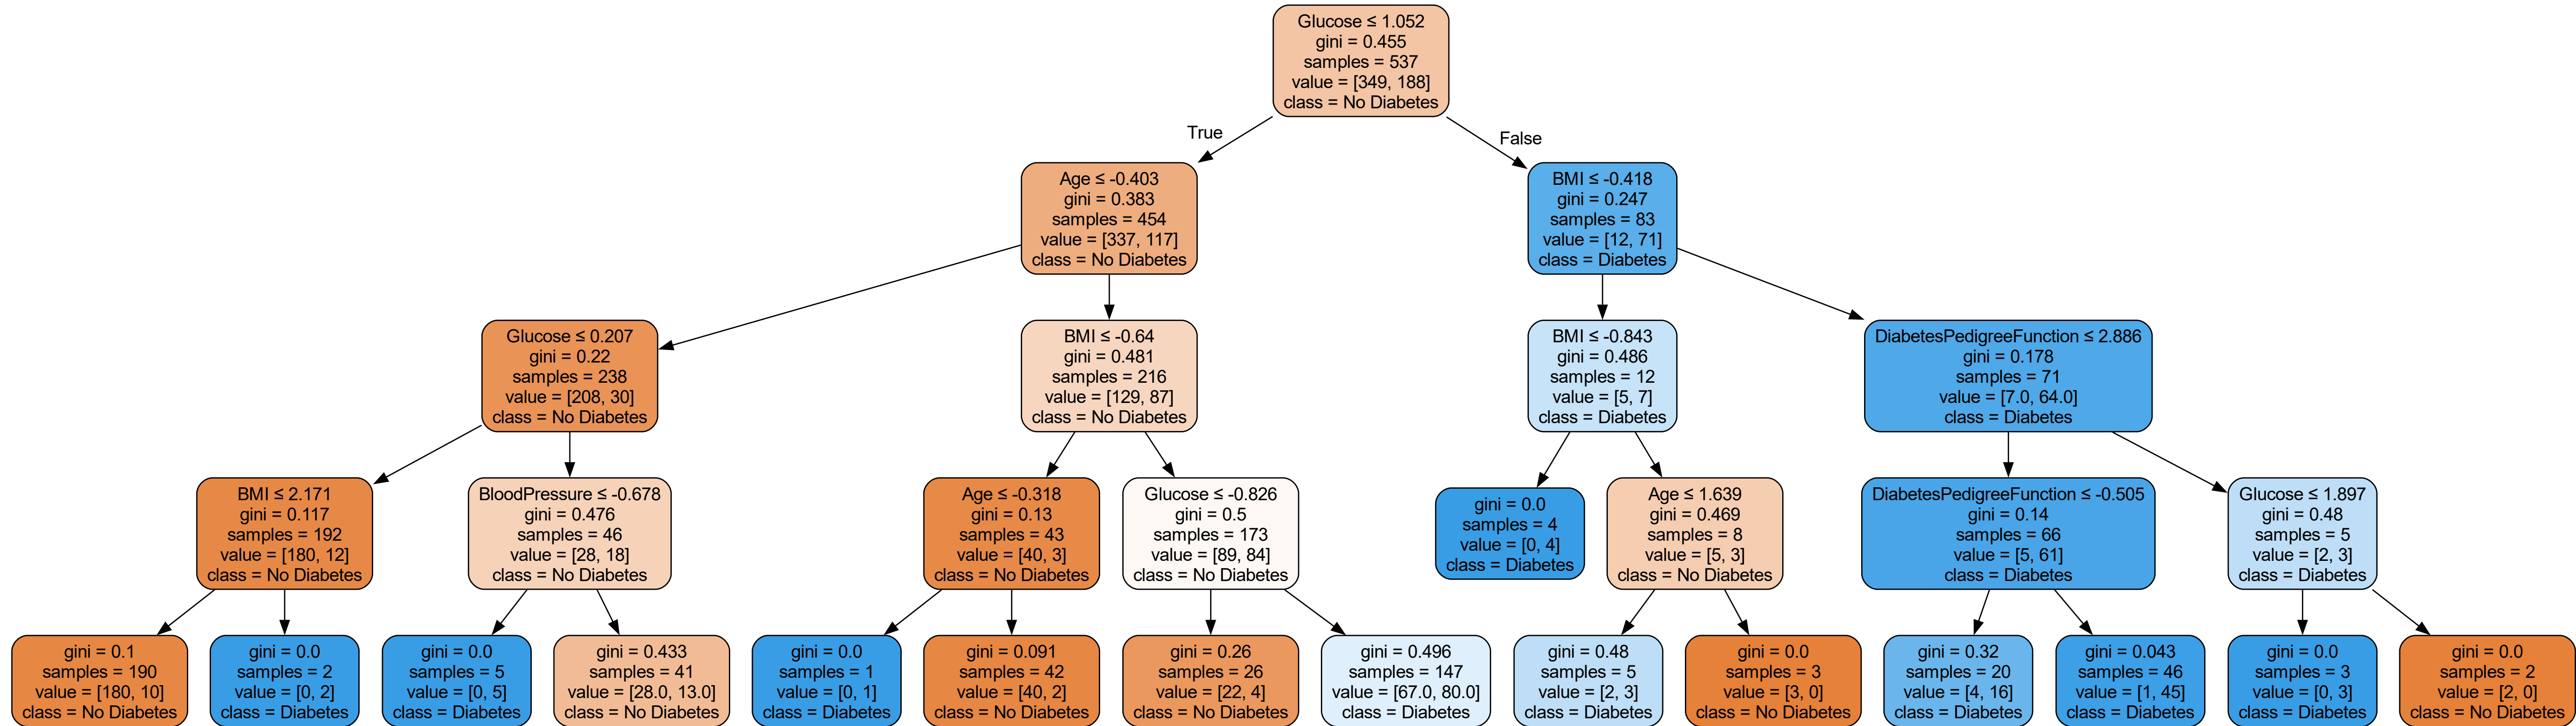 Glucose ≤ 1.052
gini = 0.455
samples = 537
value = [349, 188]
class = No Diabetes
True
False
Age ≤ -0.403
gini = 0.383
samples = 454
value = [337, 117]
class = No Diabetes
BMI ≤ -0.418
gini = 0.247
samples = 83
value = [12, 71]
class = Diabetes
Glucose ≤ 0.207
gini = 0.22
samples = 238
value = [208, 30]
class = No Diabetes
BMI ≤ -0.64
gini = 0.481
samples = 216
value = [129, 87]
class = No Diabetes
BMI ≤ -0.843
gini = 0.486
samples = 12
value = [5, 7]
class = Diabetes
DiabetesPedigreeFunction ≤ 2.886
gini = 0.178
samples = 71
value = [7.0, 64.0]
class = Diabetes
BMI ≤ 2.171
gini = 0.117
samples = 192
value = [180, 12]
class = No Diabetes
BloodPressure ≤ -0.678
gini = 0.476
samples = 46
value = [28, 18]
class = No Diabetes
Age ≤ -0.318
gini = 0.13
samples = 43
value = [40, 3]
class = No Diabetes
Glucose ≤ -0.826
gini = 0.5
samples = 173
value = [89, 84]
class = No Diabetes
gini = 0.0
samples = 4
value = [0, 4]
class = Diabetes
Age ≤ 1.639
gini = 0.469
samples = 8
value = [5, 3]
class = No Diabetes
DiabetesPedigreeFunction ≤ -0.505
gini = 0.14
samples = 66
value = [5, 61]
class = Diabetes
Glucose ≤ 1.897
gini = 0.48
samples = 5
value = [2, 3]
class = Diabetes
gini = 0.1
samples = 190
value = [180, 10]
class = No Diabetes
gini = 0.0
samples = 2
value = [0, 2]
class = Diabetes
gini = 0.0
samples = 5
value = [0, 5]
class = Diabetes
gini = 0.433
samples = 41
value = [28.0, 13.0]
class = No Diabetes
gini = 0.0
samples = 1
value = [0, 1]
class = Diabetes
gini = 0.091
samples = 42
value = [40, 2]
class = No Diabetes
gini = 0.26
samples = 26
value = [22, 4]
class = No Diabetes
gini = 0.496
samples = 147
value = [67.0, 80.0]
class = Diabetes
gini = 0.48
samples = 5
value = [2, 3]
class = Diabetes
gini = 0.0
samples = 3
value = [3, 0]
class = No Diabetes
gini = 0.32
samples = 20
value = [4, 16]
class = Diabetes
gini = 0.043
samples = 46
value = [1, 45]
class = Diabetes
gini = 0.0
samples = 3
value = [0, 3]
class = Diabetes
gini = 0.0
samples = 2
value = [2, 0]
class = No Diabetes